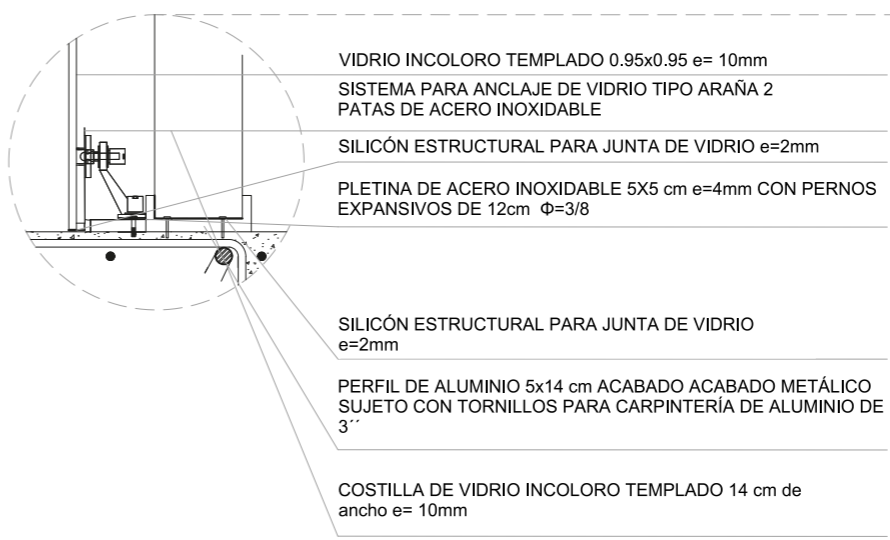 VIDRIO INCOLORO TEMPLADO 0.95x0.95 e= 10mm
SISTEMA PARA ANCLAJE DE VIDRIO TIPO ARAÑA 2
PATAS DE ACERO INOXIDABLE
SILICÓN ESTRUCTURAL PARA JUNTA DE VIDRIO e=2mm
PLETINA DE ACERO INOXIDABLE 5X5 cm e=4mm CON PERNOS
EXPANSIVOS DE 12cm Φ=3/8
SILICÓN ESTRUCTURAL PARA JUNTA DE VIDRIO
e=2mm
PERFIL DE ALUMINIO 5x14 cm ACABADO ACABADO METÁLICO
SUJETO CON TORNILLOS PARA CARPINTERÍA DE ALUMINIO DE
3´´
COSTILLA DE VIDRIO INCOLORO TEMPLADO 14 cm de
ancho e= 10mm